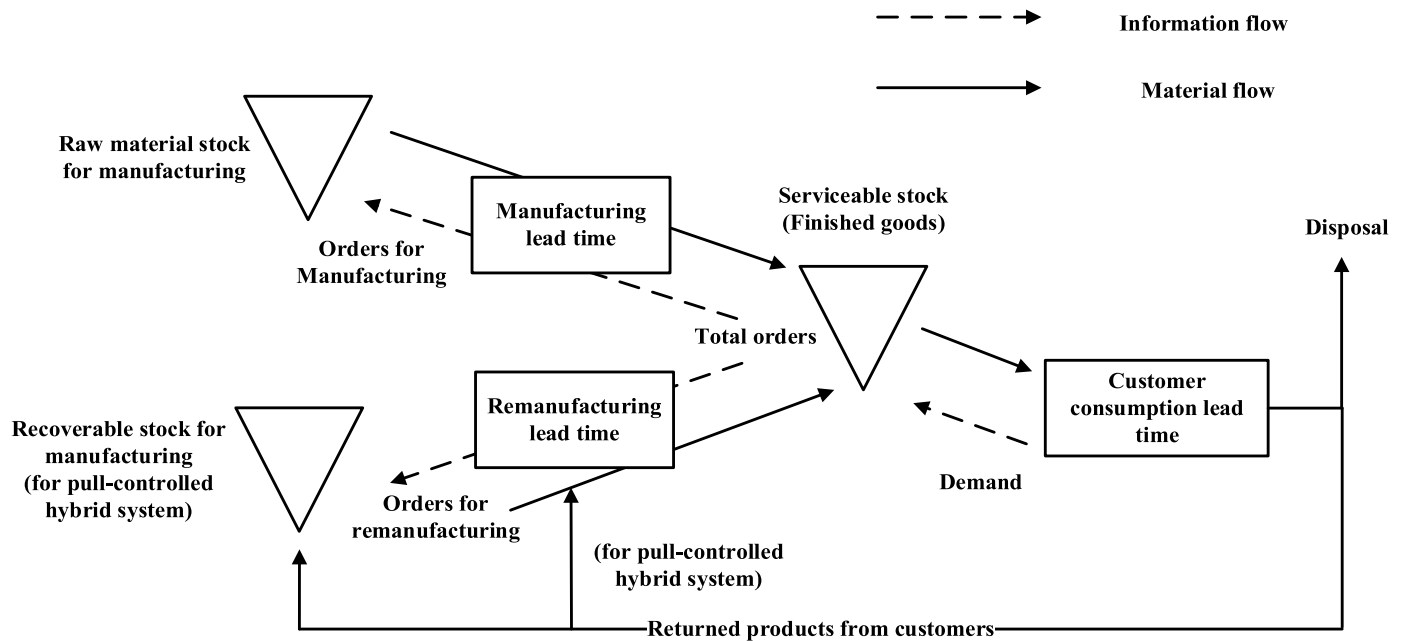 Information flow
Material flow
Raw material stock
for manufacturing
Manufacturing
lead time
Serviceable stock
(Finished goods)
Disposal
Orders for
Manufacturing
Total orders
Customer
consumption lead
time
Remanufacturing
lead time
Recoverable stock for
manufacturing
(for pull-controlled
hybrid system)
Demand
Orders for
remanufacturing
(for pull-controlled
hybrid system)
Returned products from customers